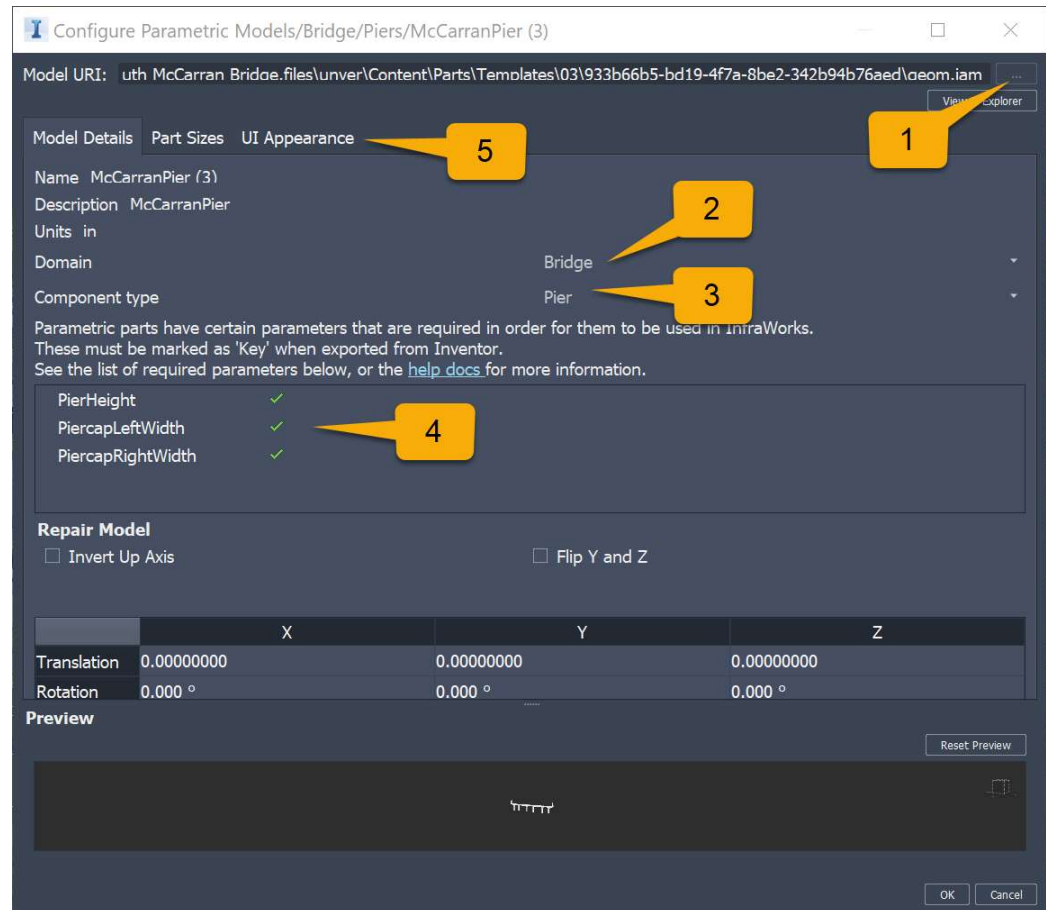 Configure Parametric Models/Bridge/Piers/McCarranPier (3)
Model URI: uth McCarran Bridge.files\unver\Content\Parts\Templates\03\933b66b5-bd19-4f7a-8be2-342b94b76aed\geom.iam ...
Explorer
1
Model Details Part Sizes UI Appearance
5
Name McCarranPier (3)
Description McCarranPier
2
Units in
Domain Bridge
Component type Pier
3
Parametric parts have certain parameters that are required in order for them to be used in InfraWorks.
These must be marked as 'Key' when exported from Inventor.
See the list of required parameters below, or the help docs for more information.
PierHeight ✓
PiercapLeftWidth ✓
4
PiercapRightWidth ✓
Repair Model
Invert Up Axis Flip Y and Z
X Y Z
Translation 0.00000000 0.00000000 0.00000000
Rotation 0.000 ° 0.000 ° 0.000 °
Preview
Reset Preview
OK Cancel